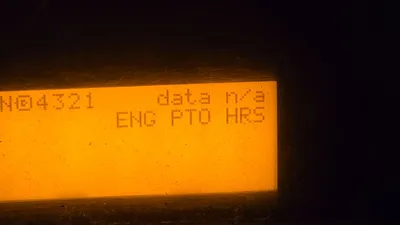 N@4321 data n/a
ENG PTO HRS